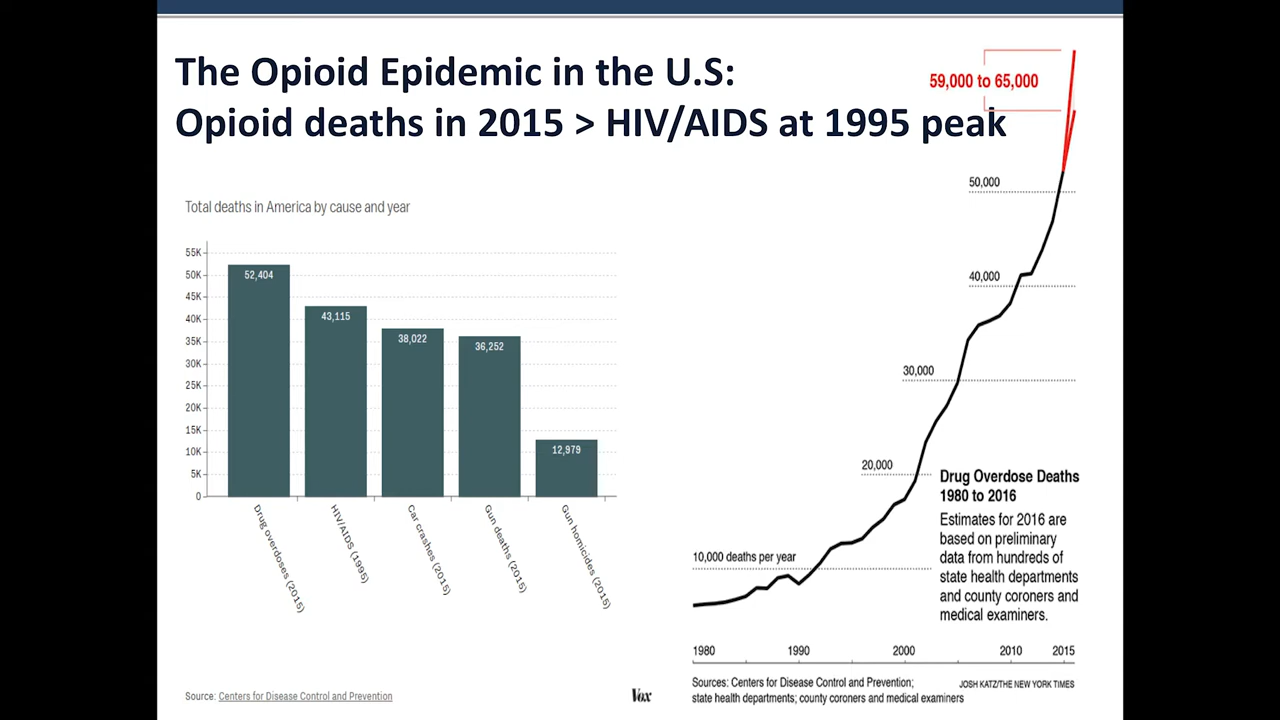 The Opioid Epidemic in the U.S:
Opioid deaths in 2015 > HIV/AIDS at 1995 peak
Total deaths in America by cause and year
55K
50K
45K
40K
35K
30K
25K
20K
15K
10K
5K
0
52,404
43,115
38,022
36,252
12,979
Drug overdoses (2015)
HIV/AIDS (1995)
Car crashes (2015)
Gun deaths (2015)
Gun homicides (2015)
Source: Centers for Disease Control and Prevention
Vox
59,000 to 65,000
50,000
40,000
30,000
20,000
10,000 deaths per year
Drug Overdose Deaths
1980 to 2016
Estimates for 2016 are
based on preliminary
data from hundreds of
state health departments
and county coroners and
medical examiners.
1980
1990
2000
2010
2015
Sources: Centers for Disease Control and Prevention;
state health departments; county coroners and medical examiners
JOSH KATZ/THE NEW YORK TIMES